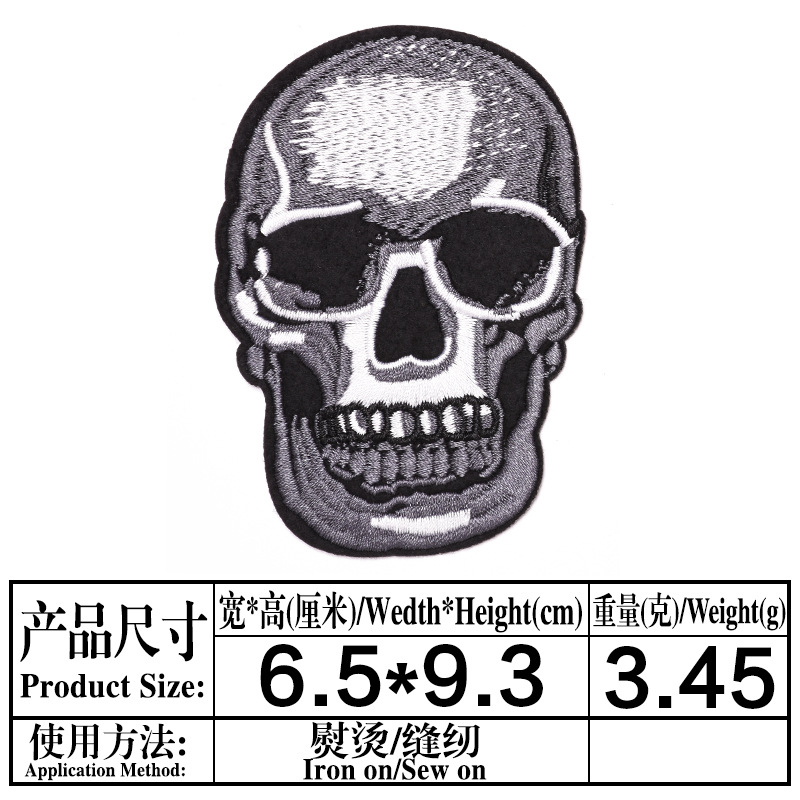 产品尺寸
Product Size:
宽*高(厘米)/Wedth*Height(cm)
重量(克)/Weight(g)
6.5*9.3
3.45
使用方法:
Application Method:
熨烫/缝纫
Iron on/Sew on